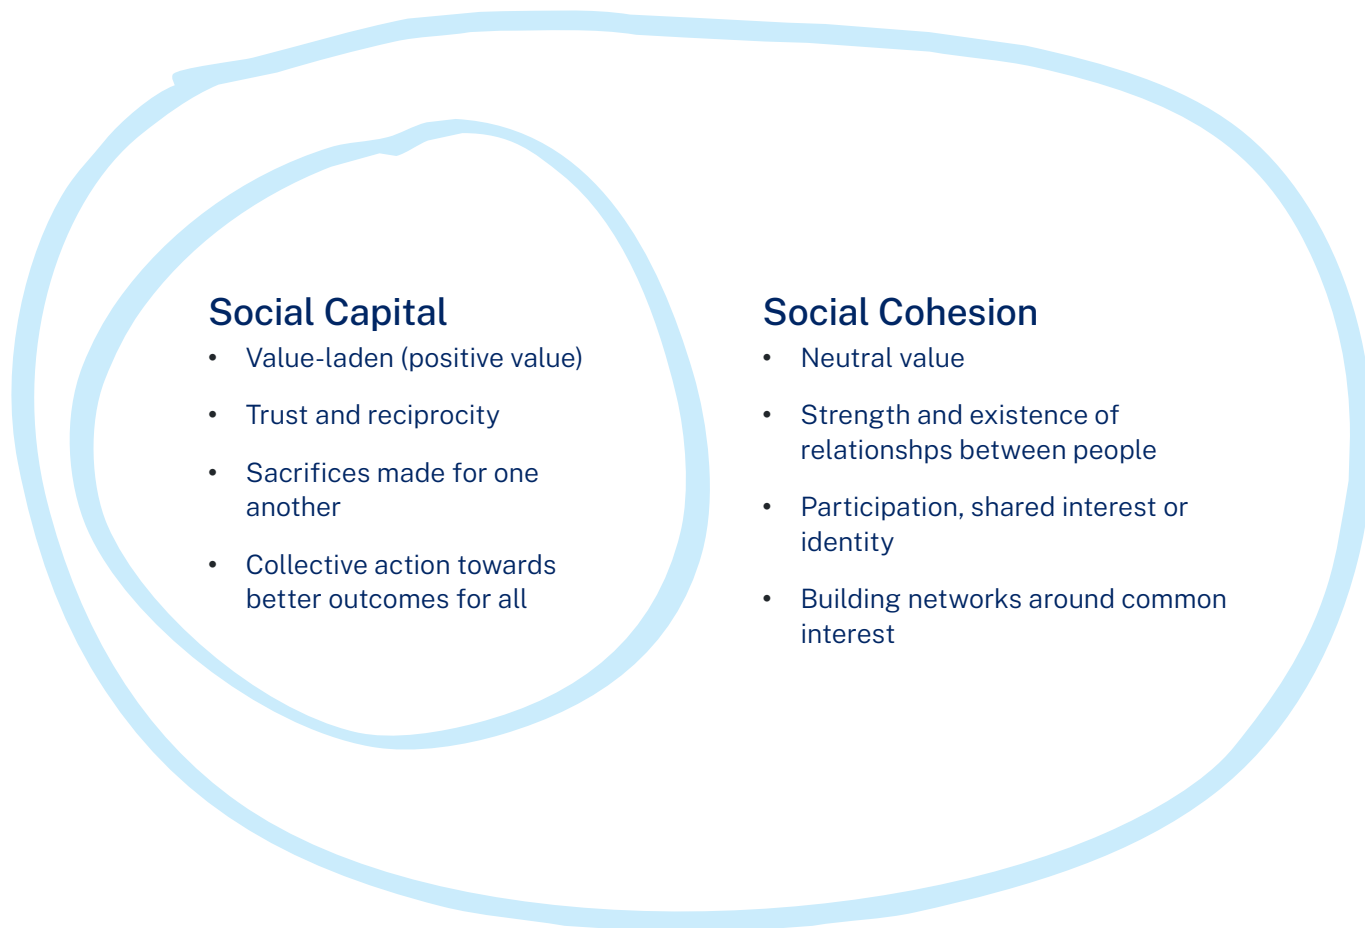 Social Capital
• Value-laden (positive value)
• Trust and reciprocity
• Sacrifices made for one
another
• Collective action towards
better outcomes for all
Social Cohesion
• Neutral value
• Strength and existence of
relationshps between people
• Participation, shared interest or
identity
• Building networks around common
interest